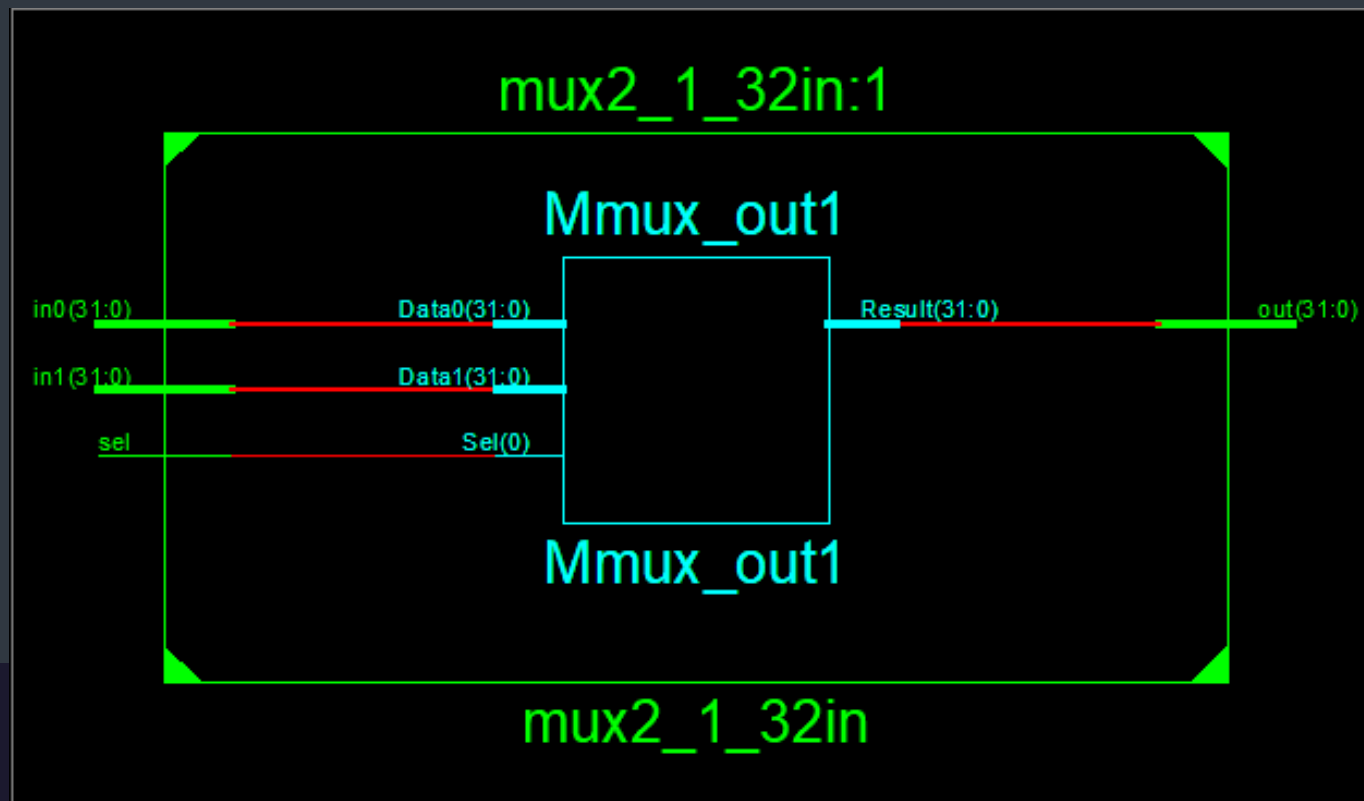 mux2_1_32in:1
Mmux_out1
in0(31:0) Data0(31:0) Result(31:0) out(31:0)
in1(31:0) Data1(31:0)
sel Sel(0)
Mmux_out1
mux2_1_32in